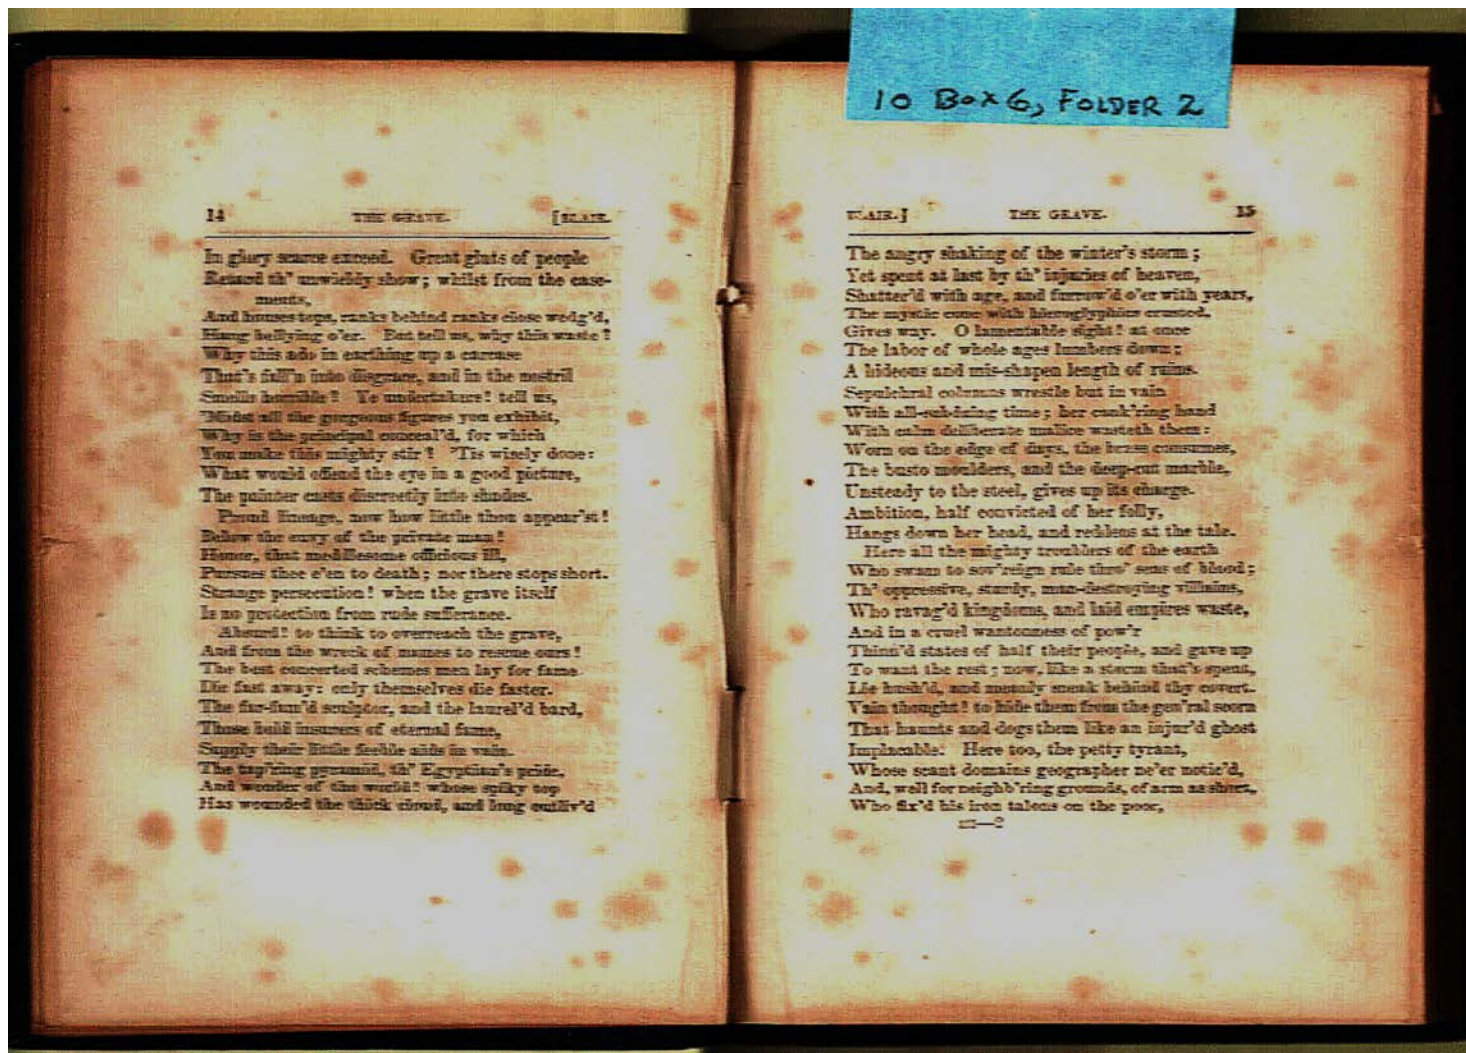 10 Box 6, FOLDER 2
14 THE GRAVE. [BLAIR.
In glory scarce exceed. Great gluts of people
Retard th' unwieldy show; whilst from the case-
ments,
And houses tops, ranks behind ranks close wedg'd,
Hang bellying o'er. But tell us, why this waste?
Why this ado in earthing up a carcase
That's fall'n into disgrace, and in the nostril
Smells horrible? Ye undertakers! tell us,
'Midst all the gorgeous figures you exhibit,
Why is the principal conceal'd, for which
You make this mighty stir? 'Tis wisely done:
What would offend the eye in a good picture,
The painter casts discreetly into shades.
Proud lineage, now how little thou appear'st!
Below the envy of the private man!
Honor, that meddlesome officious ill,
Pursues thee e'en to death; nor there stops short.
Strange persecution! when the grave itself
Is no protection from rude sufferance.
Absurd! to think to overreach the grave,
And from the wreck of names to rescue ours!
The best concerted schemes men lay for fame
Die fast away: only themselves die faster.
The far-fam'd sculptor, and the laurel'd bard,
Those bold insurers of eternal fame,
Supply their little feeble aids in vain.
The tap'ring pyramid, th' Egyptian's pride,
And wonder of the world! whose spiky top
Has wounded the thick cloud, and long outliv'd
BLAIR.] THE GRAVE. 15
The angry shaking of the winter's storm;
Yet spent at last by th' injuries of heaven,
Shatter'd with age, and furrow'd o'er with years,
The mystic cone with hieroglyphics crusted,
Gives way. O lamentable sight! at once
The labor of whole ages lumbers down;
A hideous and mis-shapen length of ruins.
Sepulchral columns wrestle but in vain
With all-subduing time; her cank'ring hand
With calm deliberate malice wasteth them:
Worn on the edge of days, the brass consumes,
The busto moulders, and the deep-cut marble,
Unsteady to the steel, gives up its charge.
Ambition, half convicted of her folly,
Hangs down her head, and reddens at the tale.
Here all the mighty troublers of the earth
Who swam to sov'reign rule thro' seas of blood;
Th' oppressive, sturdy, man-destroying villains,
Who ravag'd kingdoms, and laid empires waste,
And in a cruel wantonness of pow'r
Thinn'd states of half their people, and gave up
To want the rest; now, like a storm that's spent,
Lie hush'd, and meanly sneak behind thy covert.
Vain thought! to hide them from the gen'ral scorn
That haunts and dogs them like an injur'd ghost
Implacable! Here too, the petty tyrant,
Whose scant domains geographer ne'er notic'd,
And, well for neighb'ring grounds, of arm as short,
Who fix'd his iron talons on the poor,